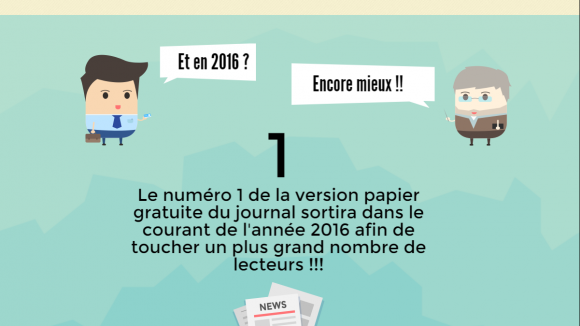 Et en 2016 ?
Encore mieux !!
1
Le numéro 1 de la version papier
gratuite du journal sortira dans le
courant de l'année 2016 afin de
toucher un plus grand nombre de
lecteurs !!!
NEWS